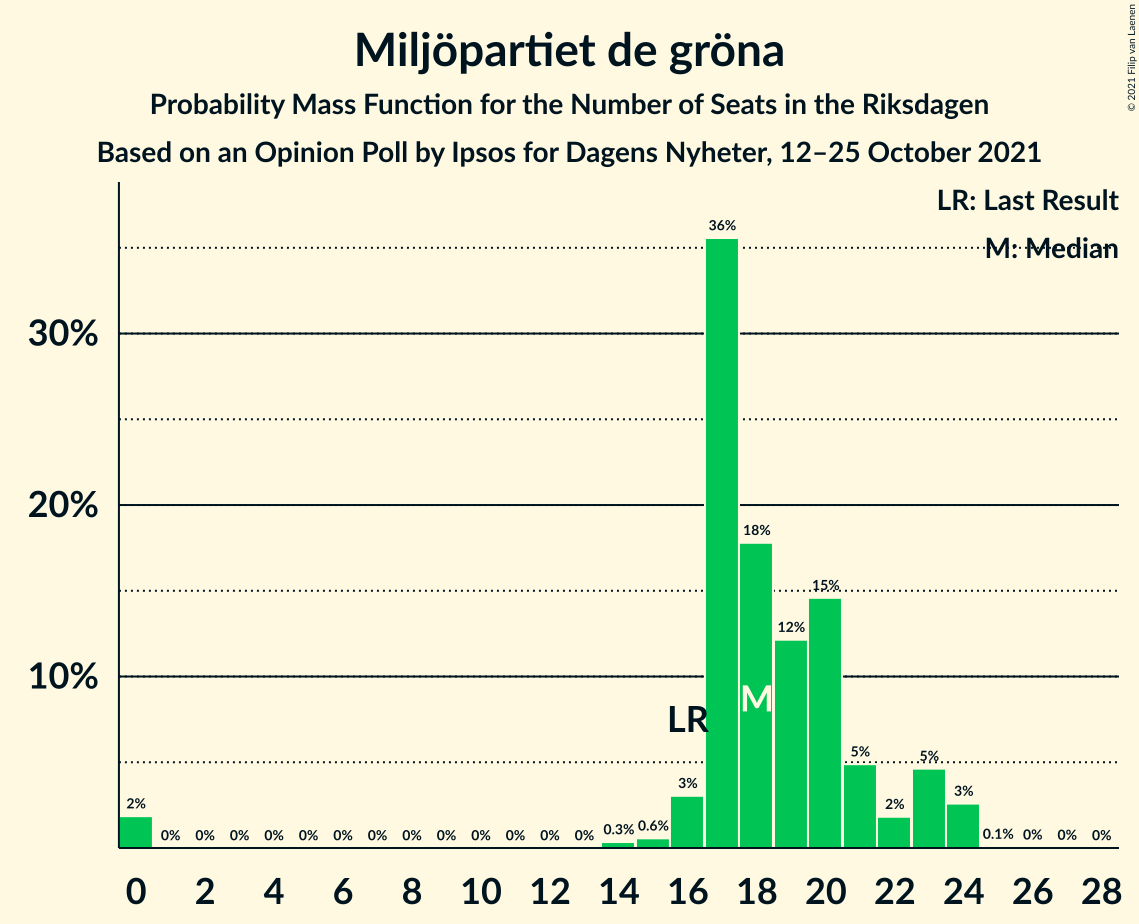 Miljöpartiet de gröna
Probability Mass Function for the Number of Seats in the Riksdagen
Based on an Opinion Poll by Ipsos for Dagens Nyheter, 12–25 October 2021
© 2021 Filip van Laenen
LR: Last Result
M: Median
30%
20%
10%
2% 0% 0% 0% 0% 0% 0% 0% 0% 0% 0% 0% 0% 0% 0.3% 0.6% 3% 36% 18% 12% 15% 5% 2% 5% 3% 0.1% 0% 0% 0%
LR
M
0 2 4 6 8 10 12 14 16 18 20 22 24 26 28